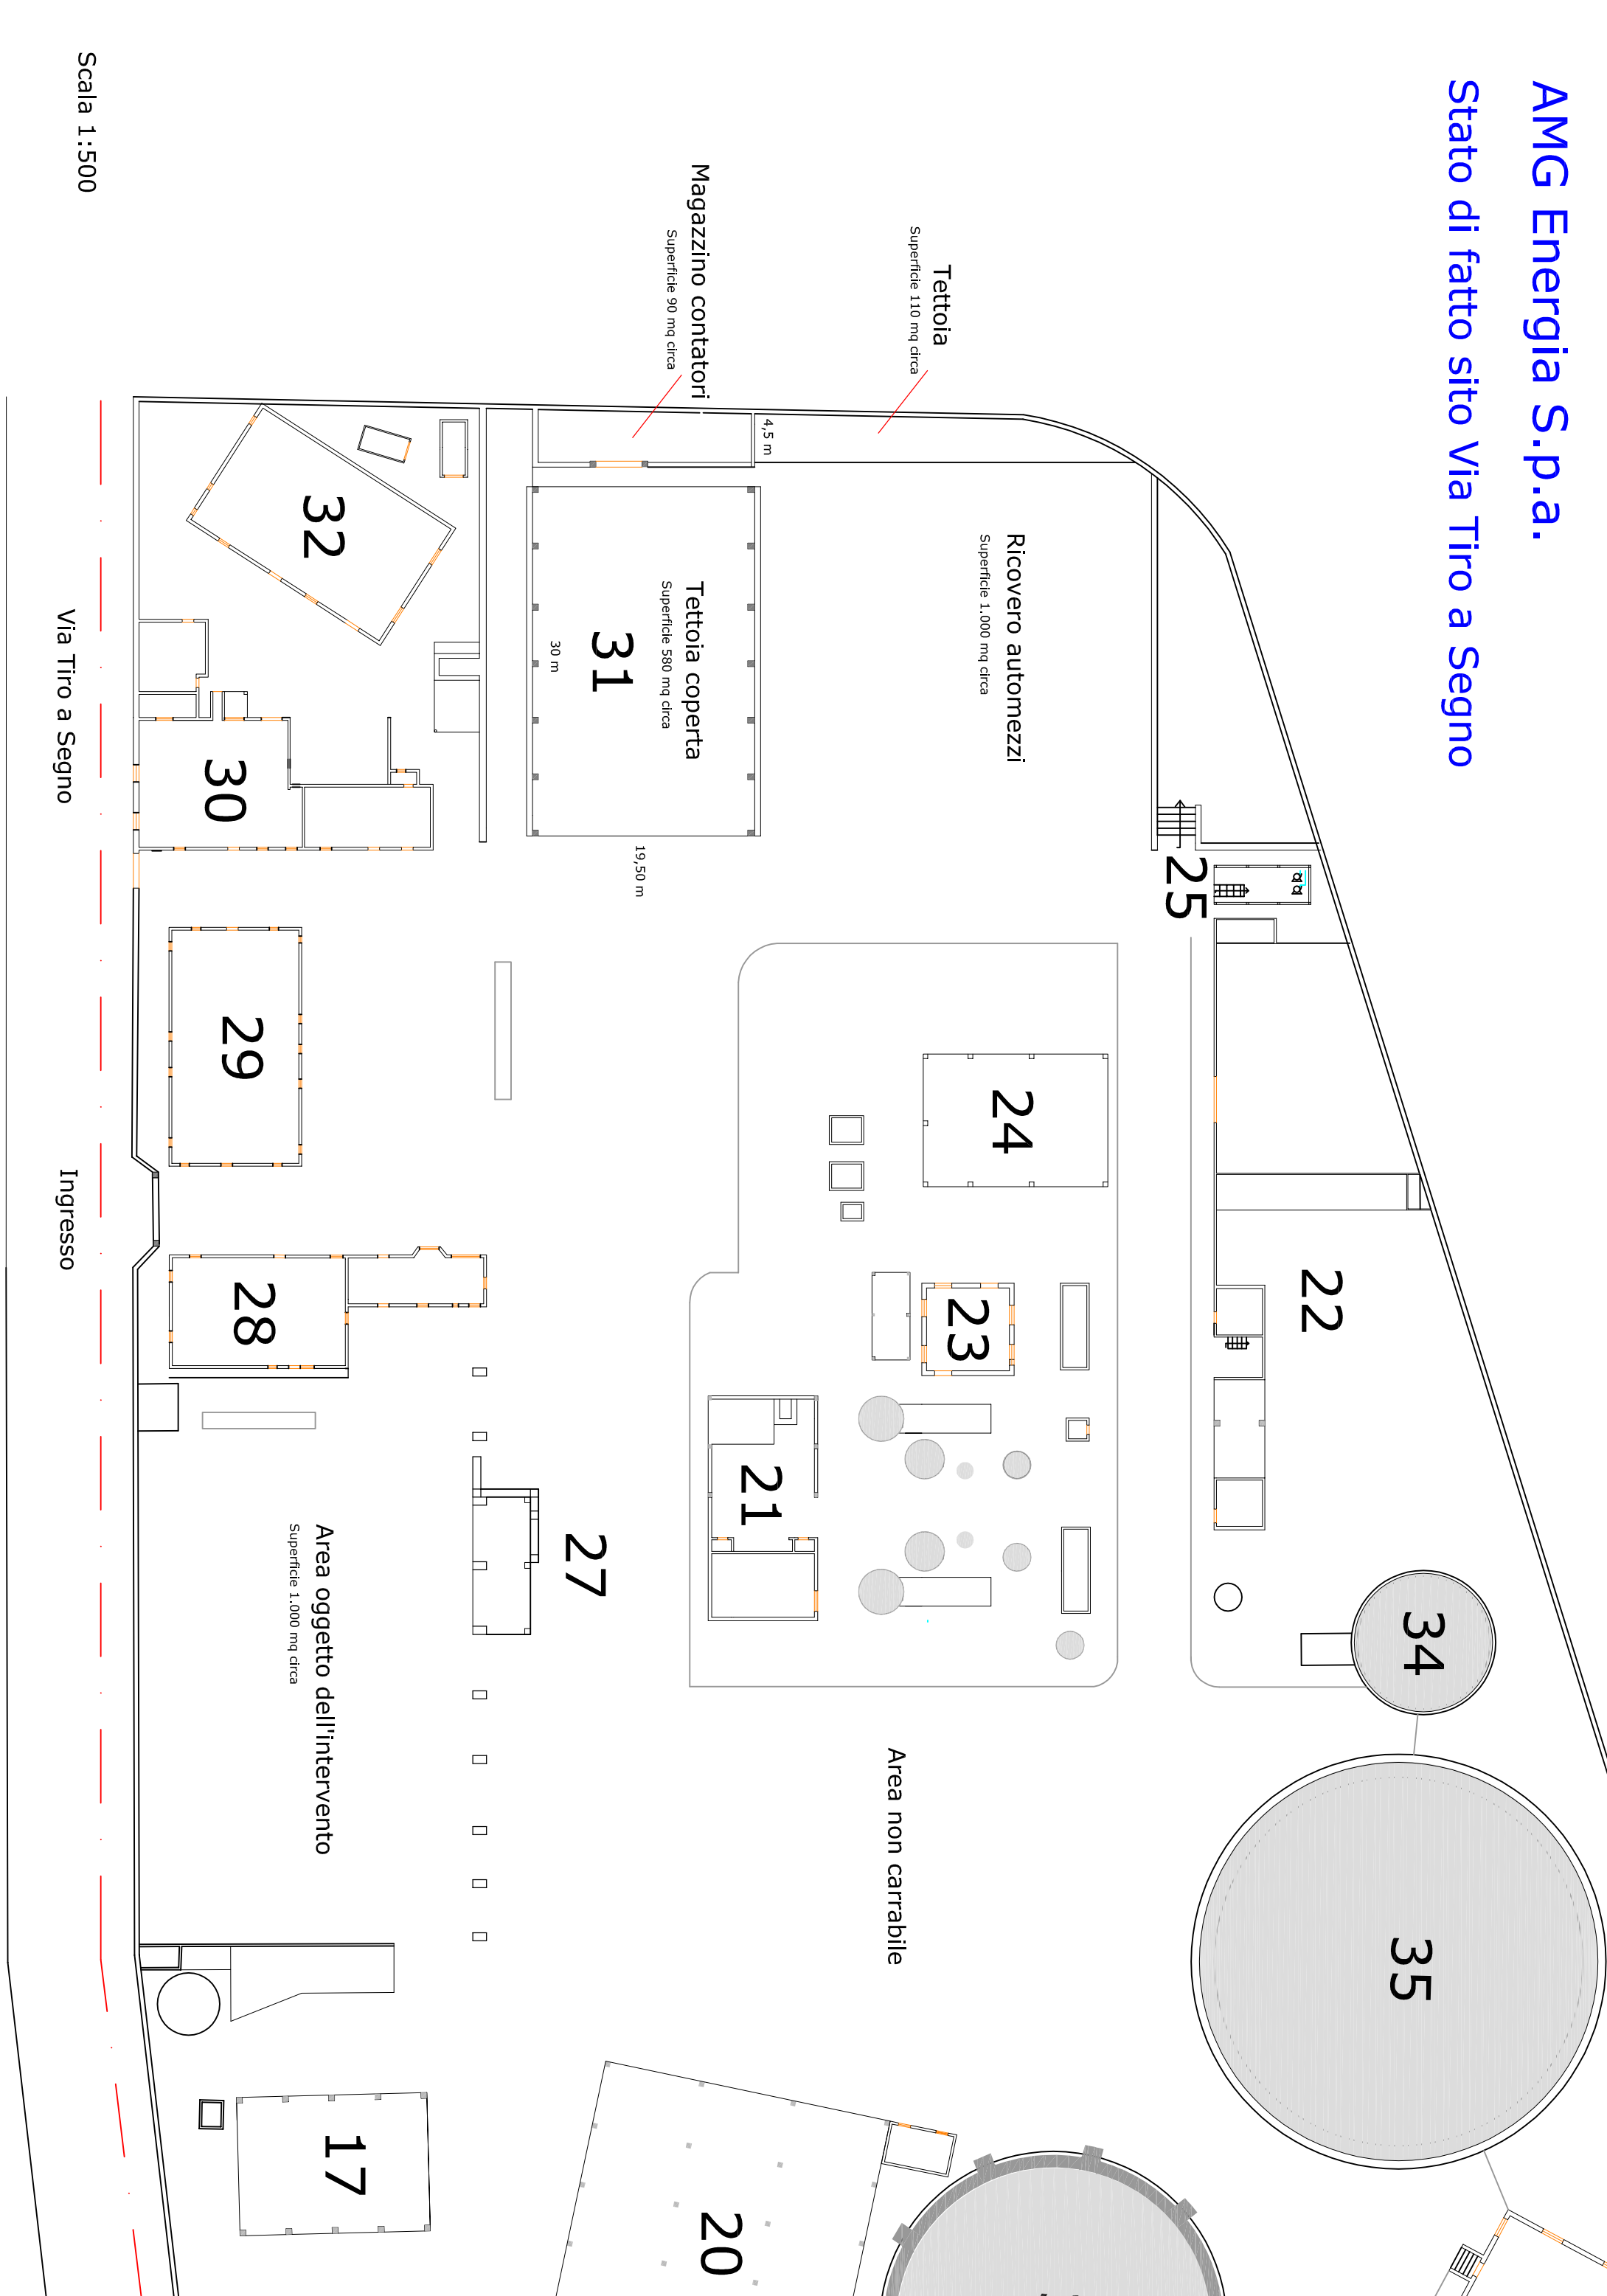 AMG Energia S.p.a.
Stato di fatto sito Via Tiro a Segno
Tettoia
Superficie 110 mq circa
Magazzino contatori
Superficie 90 mq circa
4,5 m
Ricovero automezzi
Superficie 1.000 mq circa
Tettoia coperta
Superficie 580 mq circa
31
30 m
19,50 m
32
30
25
29
24
22
28
23
21
27
34
35
Area oggetto dell'intervento
Superficie 1.000 mq circa
Area non carrabile
17
20
Via Tiro a Segno
Ingresso
Scala 1:500